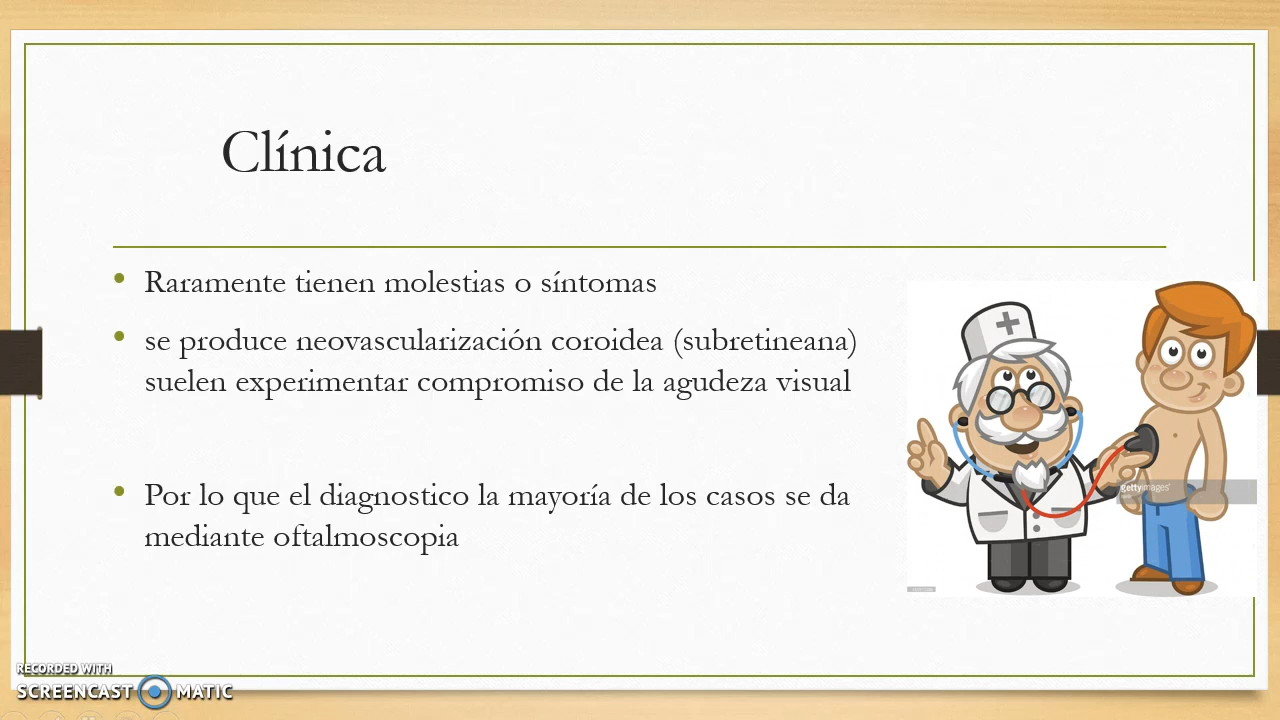 Clínica
Raramente tienen molestias o síntomas
se produce neovascularización coroidea (subretineana)
suelen experimentar compromiso de la agudeza visual
Por lo que el diagnostico la mayoría de los casos se da
mediante oftalmoscopia
gettyimages
RECORDED WITH
SCREENCAST MATIC